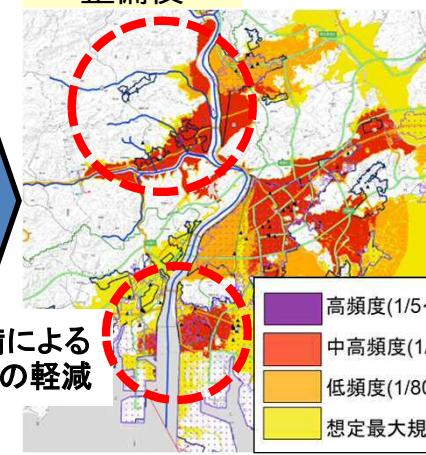 整備後
備による
の軽減
高頻度(1/5
中高頻度(1/
低頻度(1/80
想定最大規